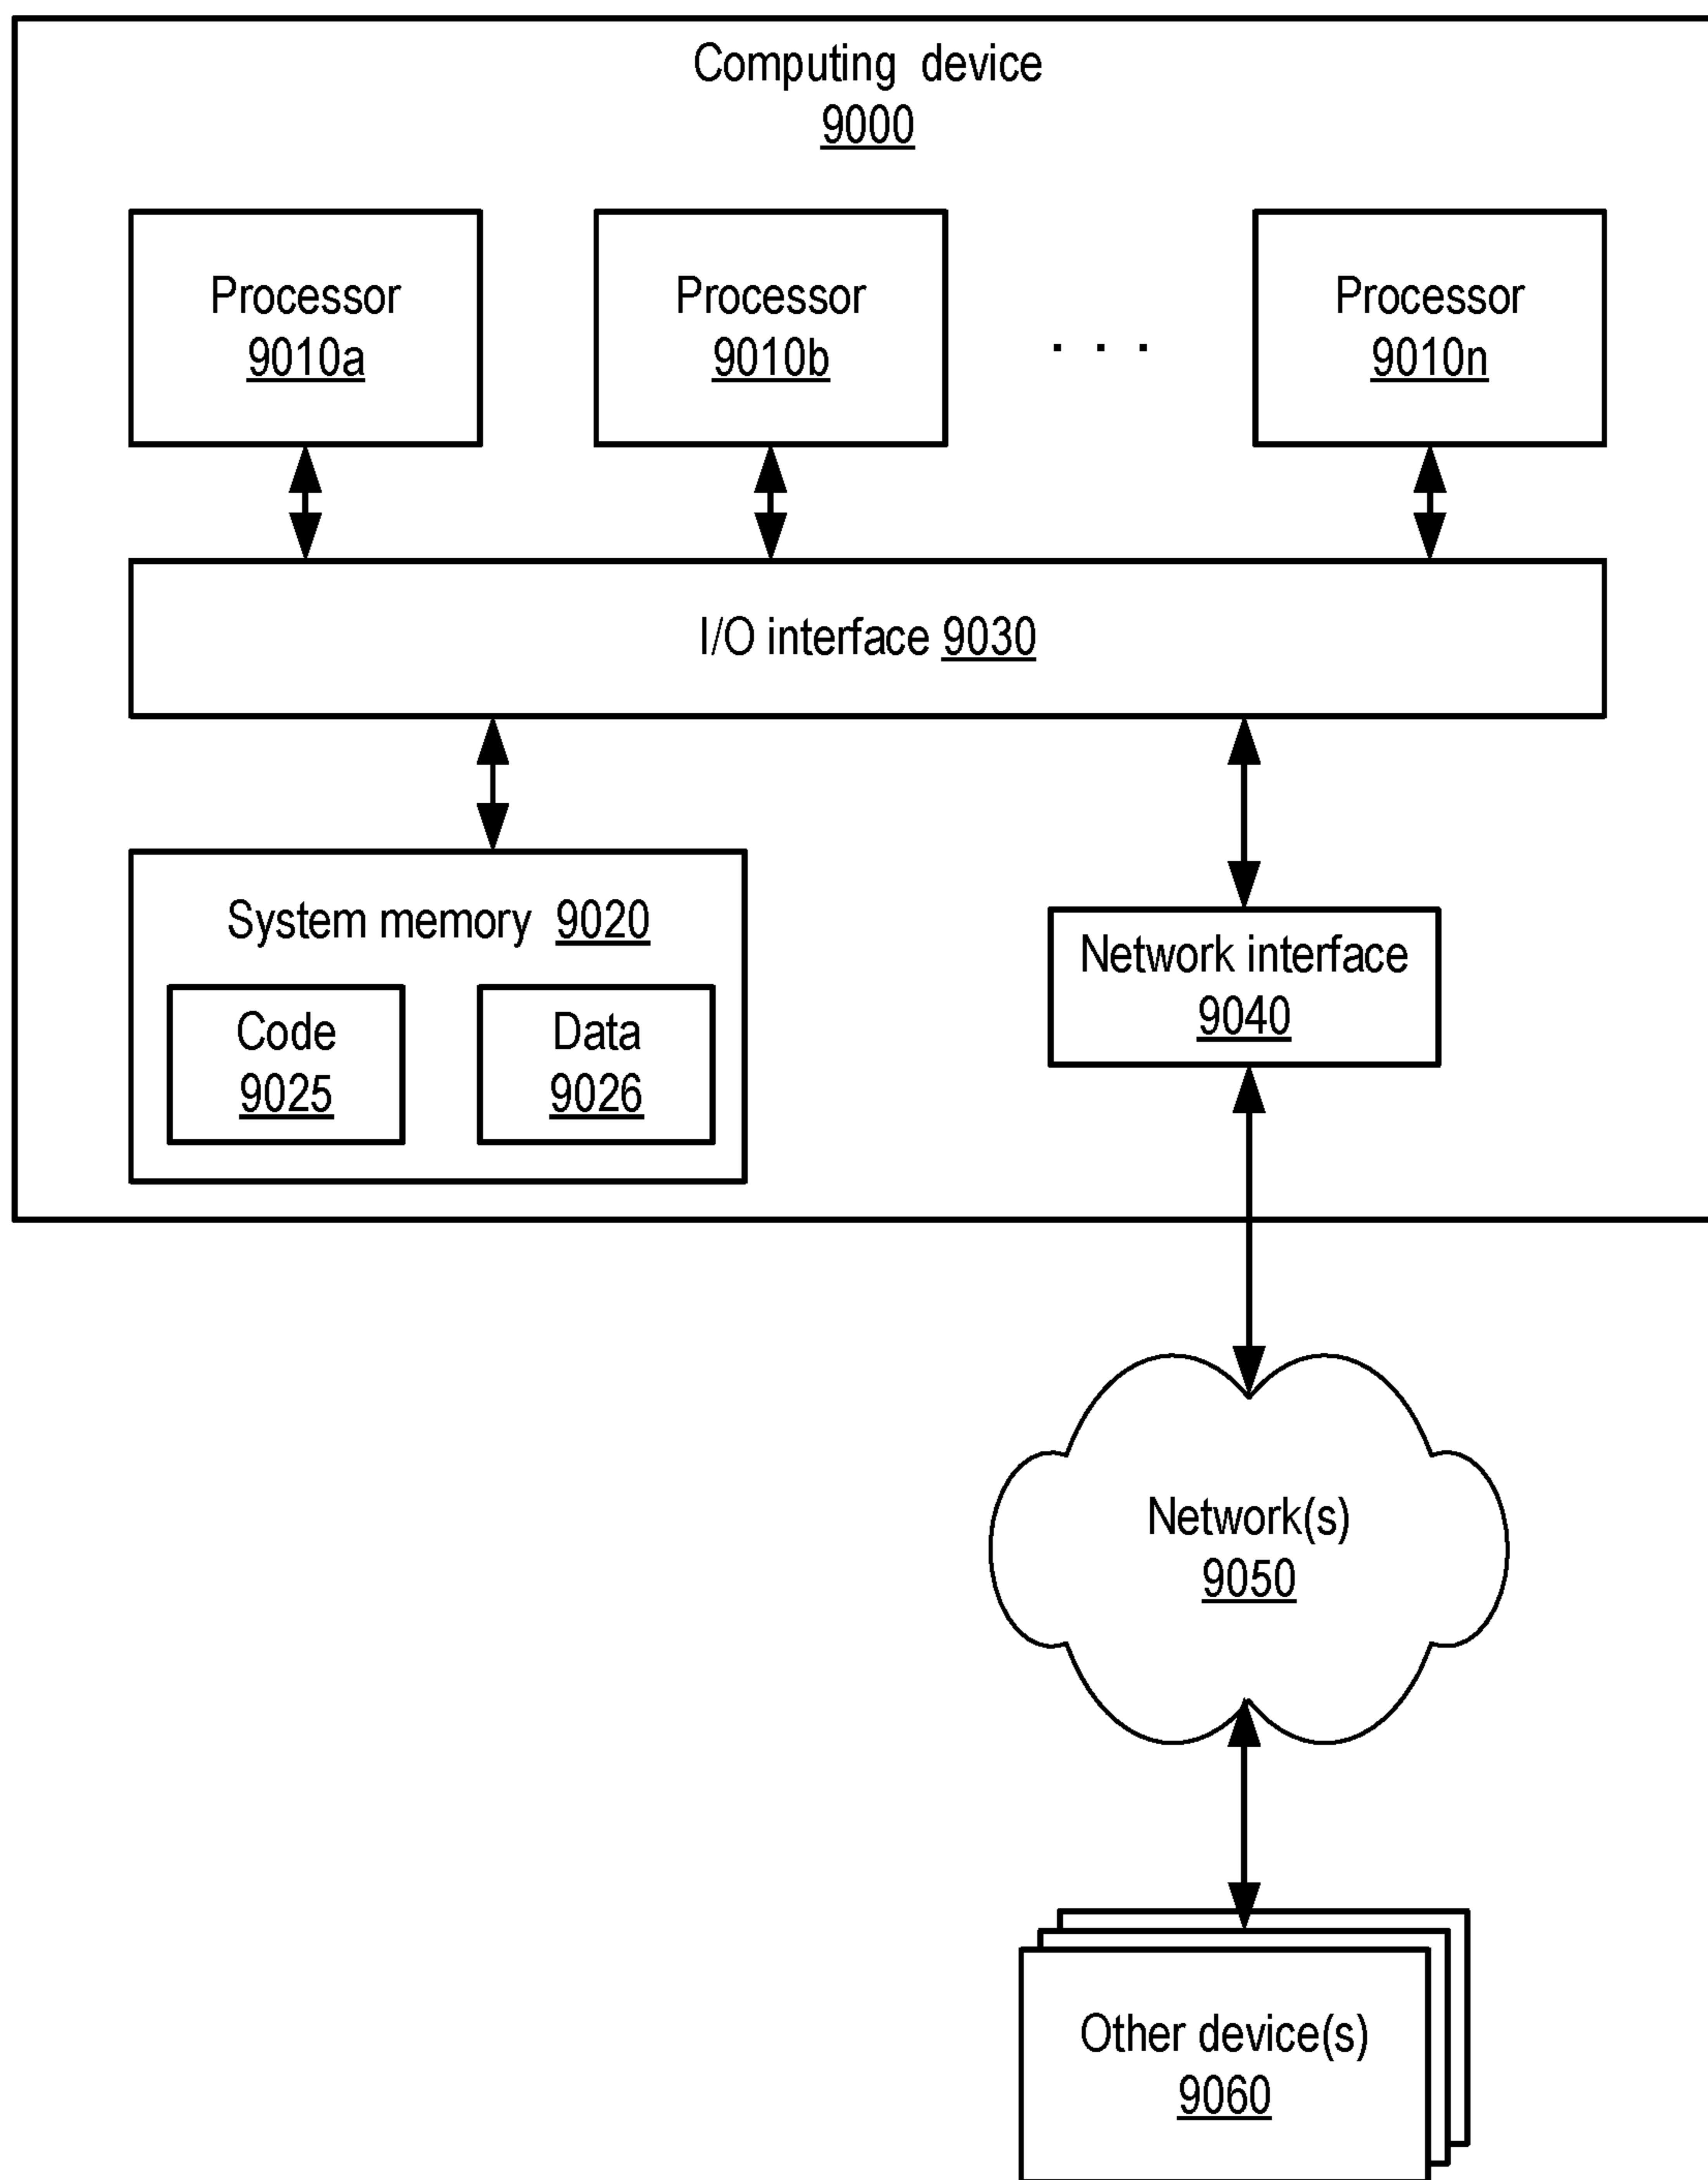 Computing device
9000
Processor
9010a
Processor
9010b
. . .
Processor
9010n
I/O interface 9030
System memory 9020
Code
9025
Data
9026
Network interface
9040
Network(s)
9050
Other device(s)
9060